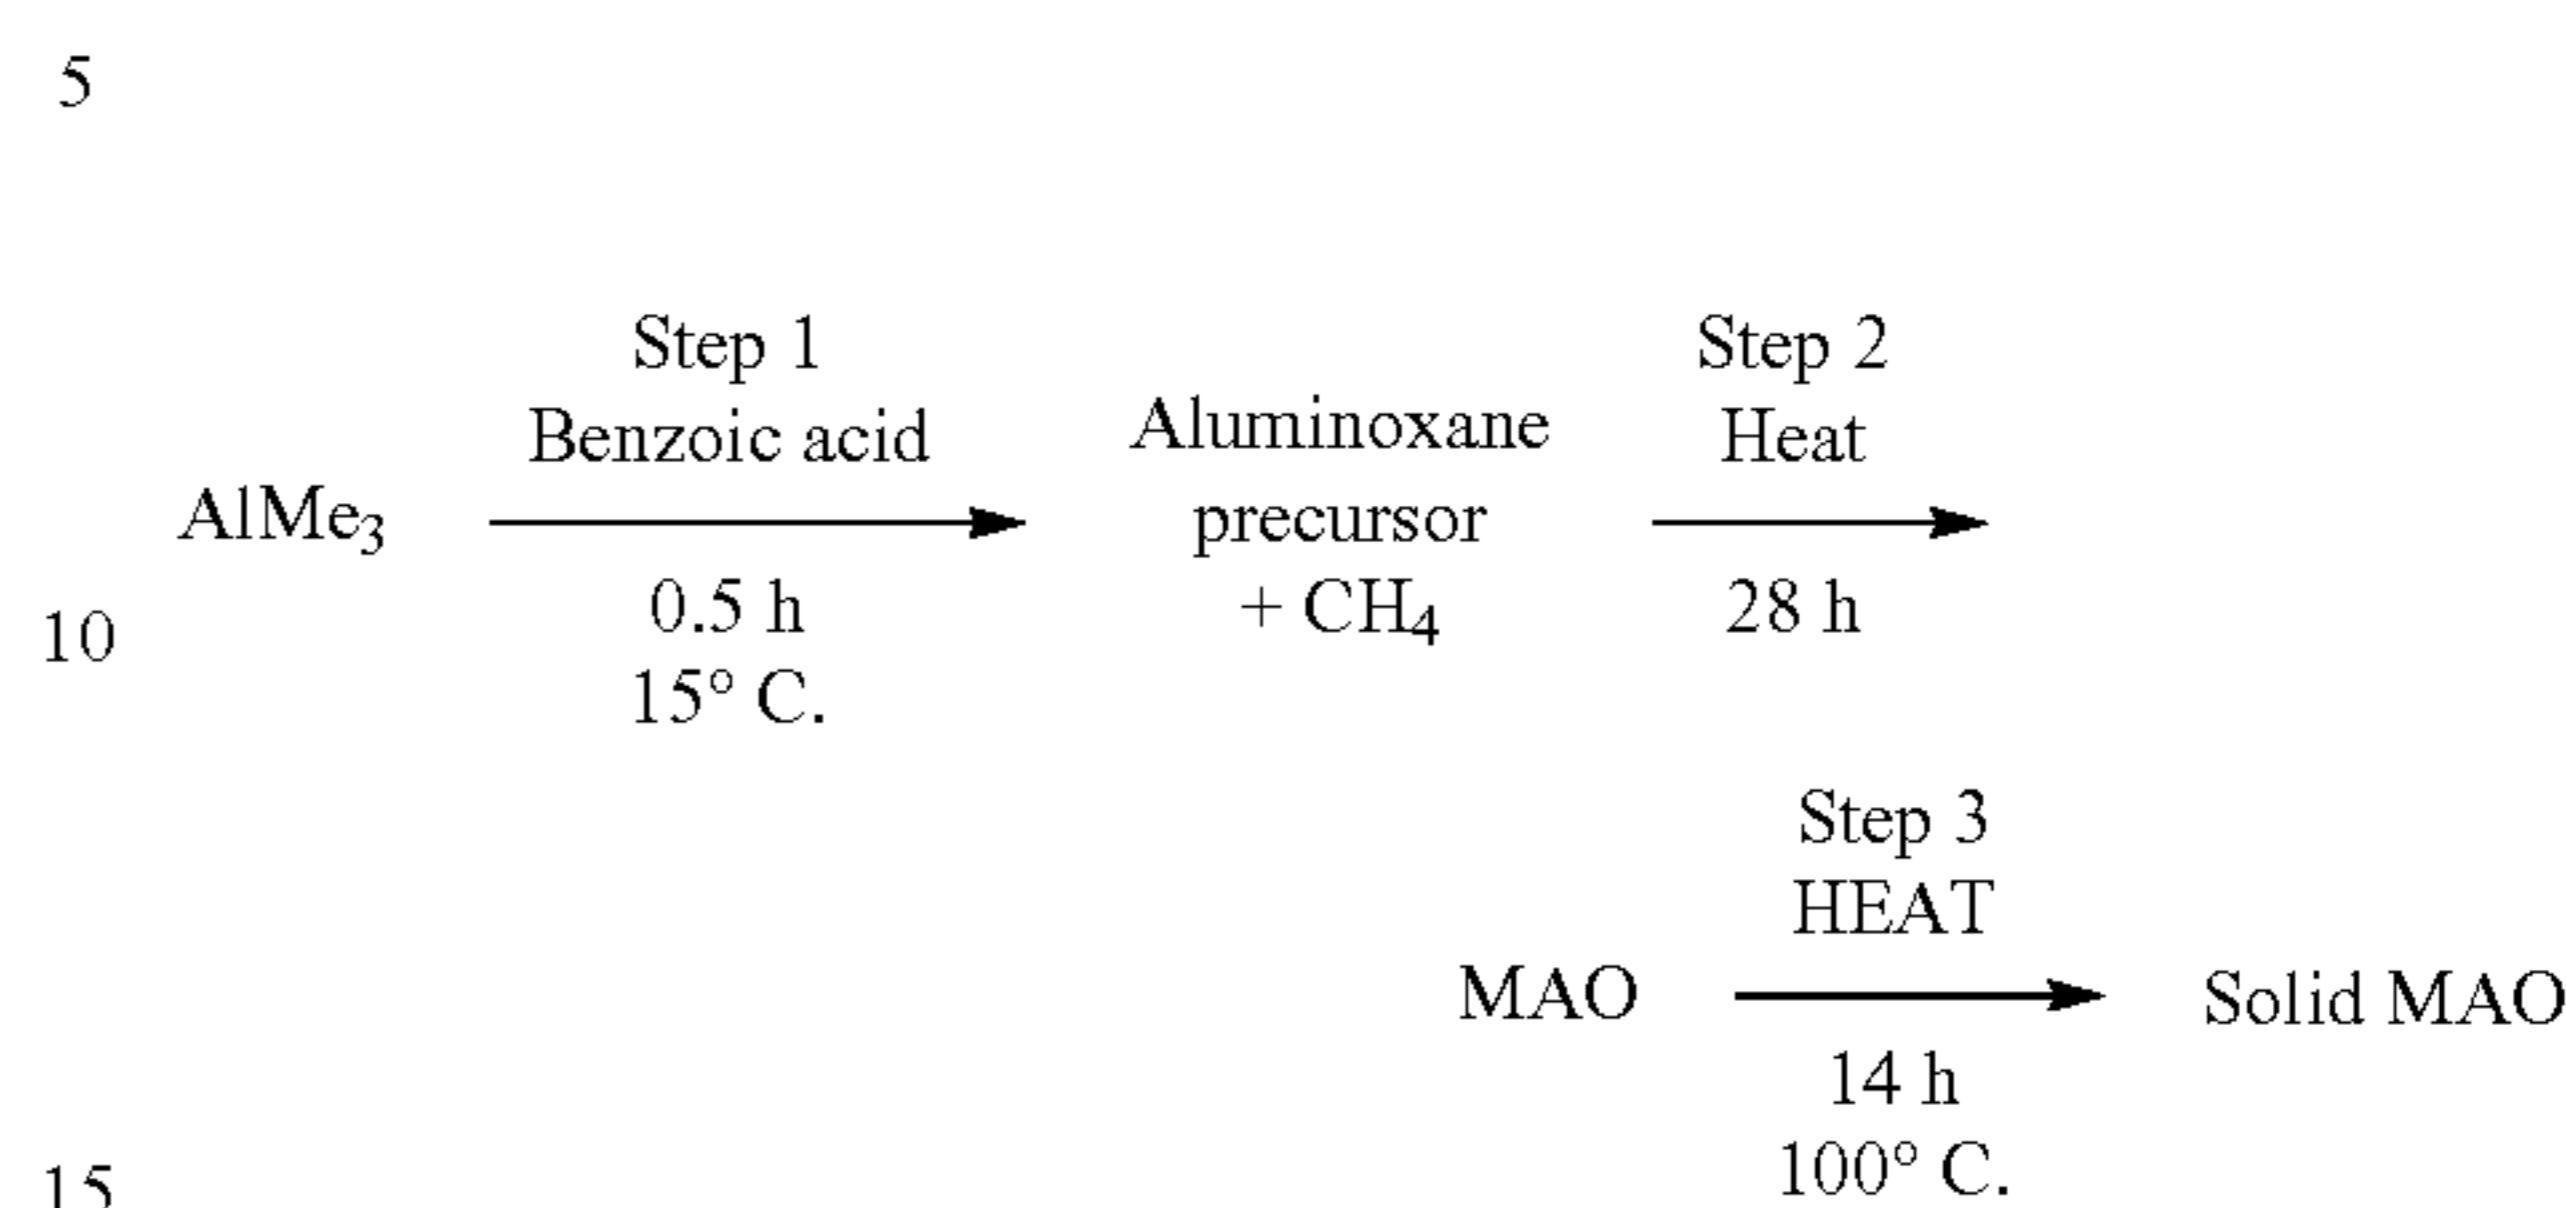 5
Step 1
Benzoic acid
AlMe3
0.5 h
15° C.
Aluminoxane
precursor
+ CH4
Step 2
Heat
28 h
10
MAO
Step 3
HEAT
14 h
100° C.
Solid MAO
15